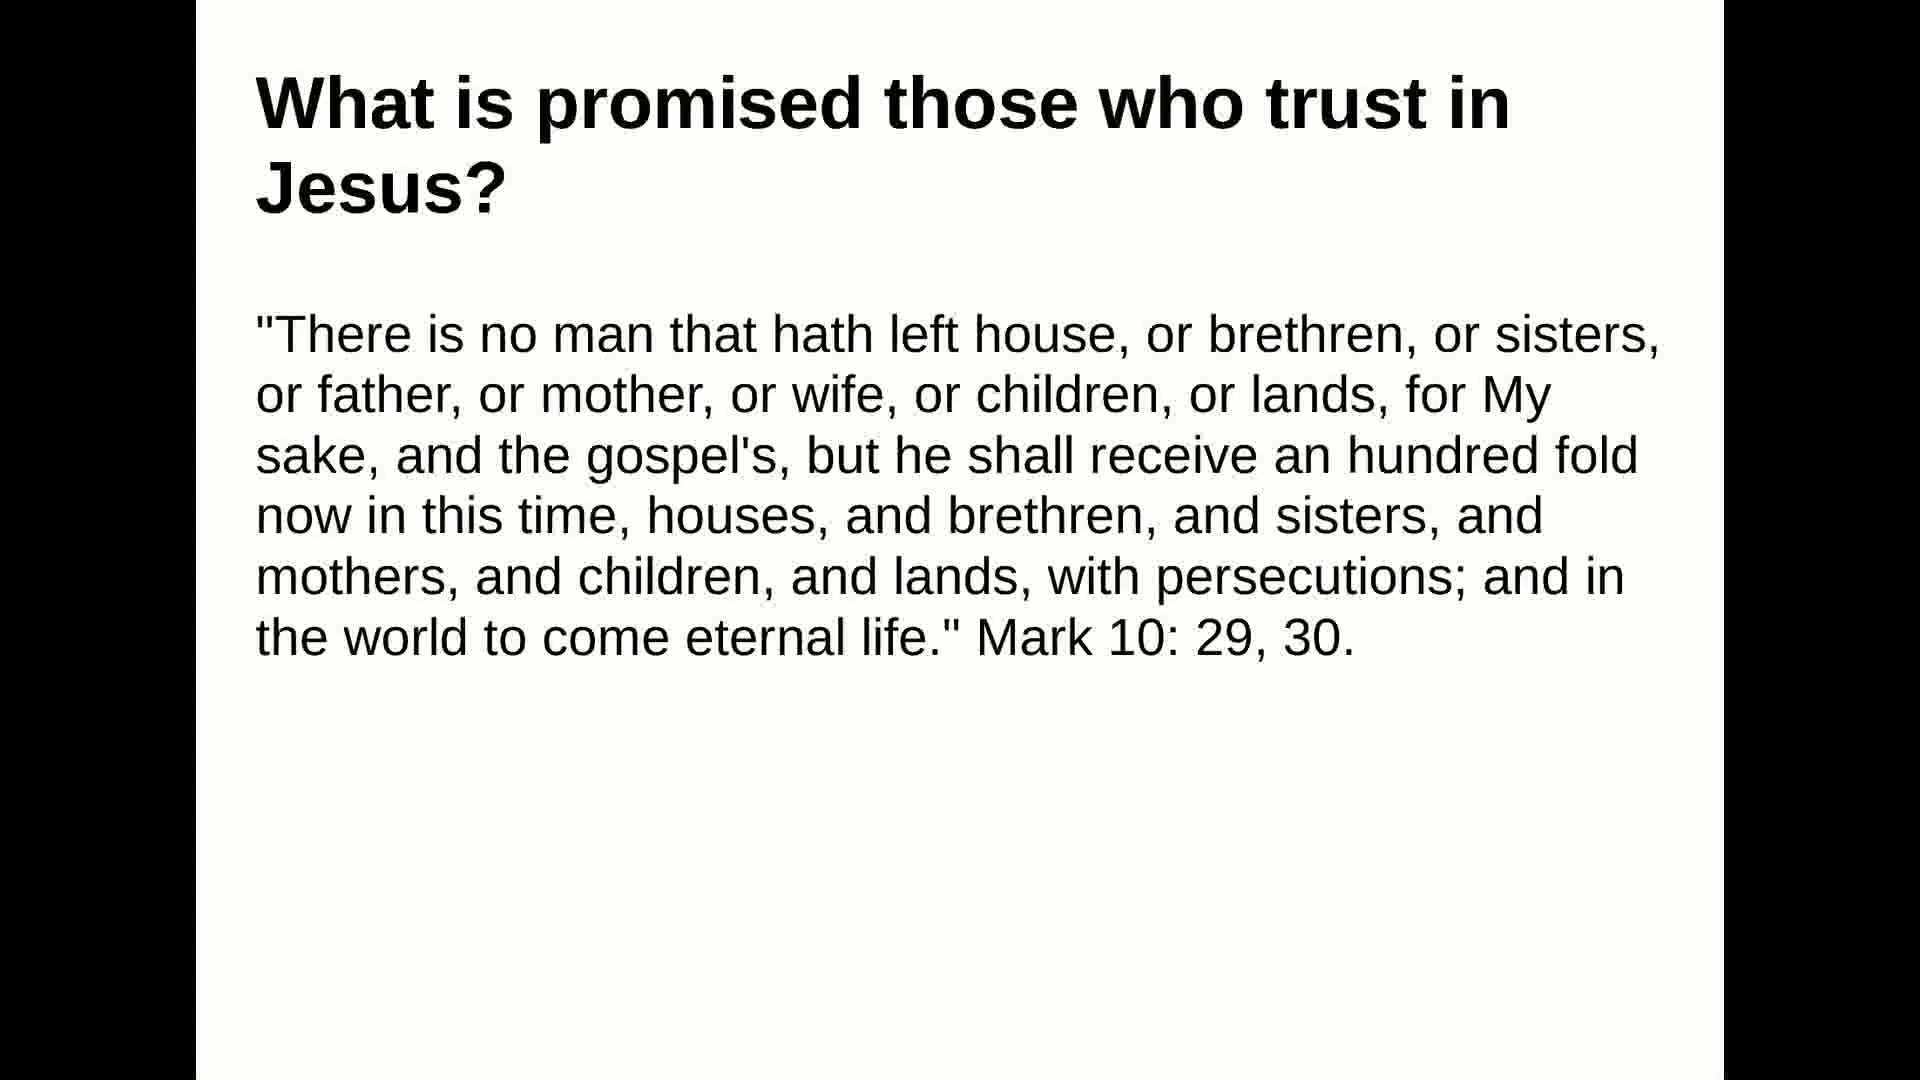 What is promised those who trust in
Jesus?
"There is no man that hath left house, or brethren, or sisters,
or father, or mother, or wife, or children, or lands, for My
sake, and the gospel's, but he shall receive an hundred fold
now in this time, houses, and brethren, and sisters, and
mothers, and children, and lands, with persecutions; and in
the world to come eternal life." Mark 10: 29, 30.